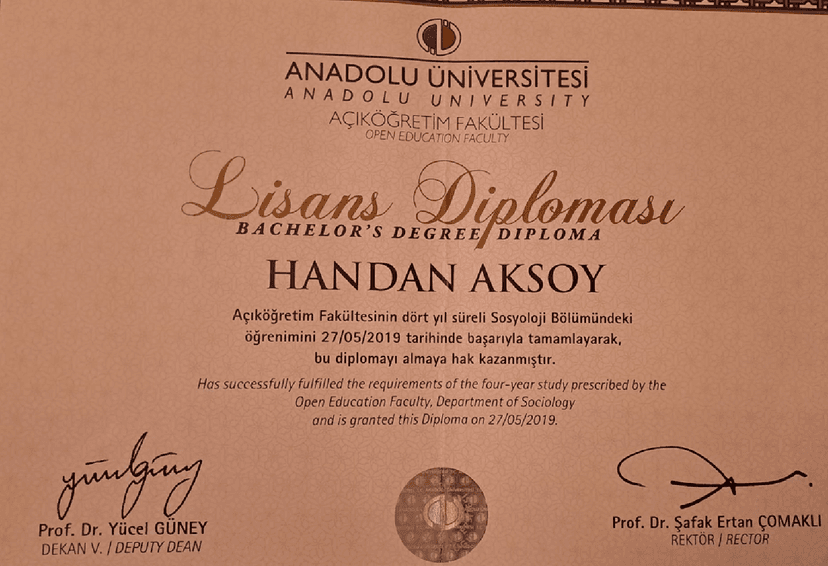 ANADOLU ÜNİVERSİTESİ
ANADOLU UNIVERSITY
AÇIKÖĞRETİM FAKÜLTESİ
OPEN EDUCATION FACULTY
Lisans Diploması
BACHELOR'S DEGREE DIPLOMA
HANDAN AKSOY
Açıköğretim Fakültesinin dört yıl süreli Sosyoloji Bölümündeki
öğrenimini 27/05/2019 tarihinde başarıyla tamamlayarak,
bu diplomayı almaya hak kazanmıştır.
Has successfully fulfilled the requirements of the four-year study prescribed by the
Open Education Faculty, Department of Sociology
and is granted this Diploma on 27/05/2019.
Prof. Dr. Yücel GÜNEY
DEKAN V. / DEPUTY DEAN
Prof. Dr. Şafak Ertan ÇOMAKLI
REKTÖR / RECTOR